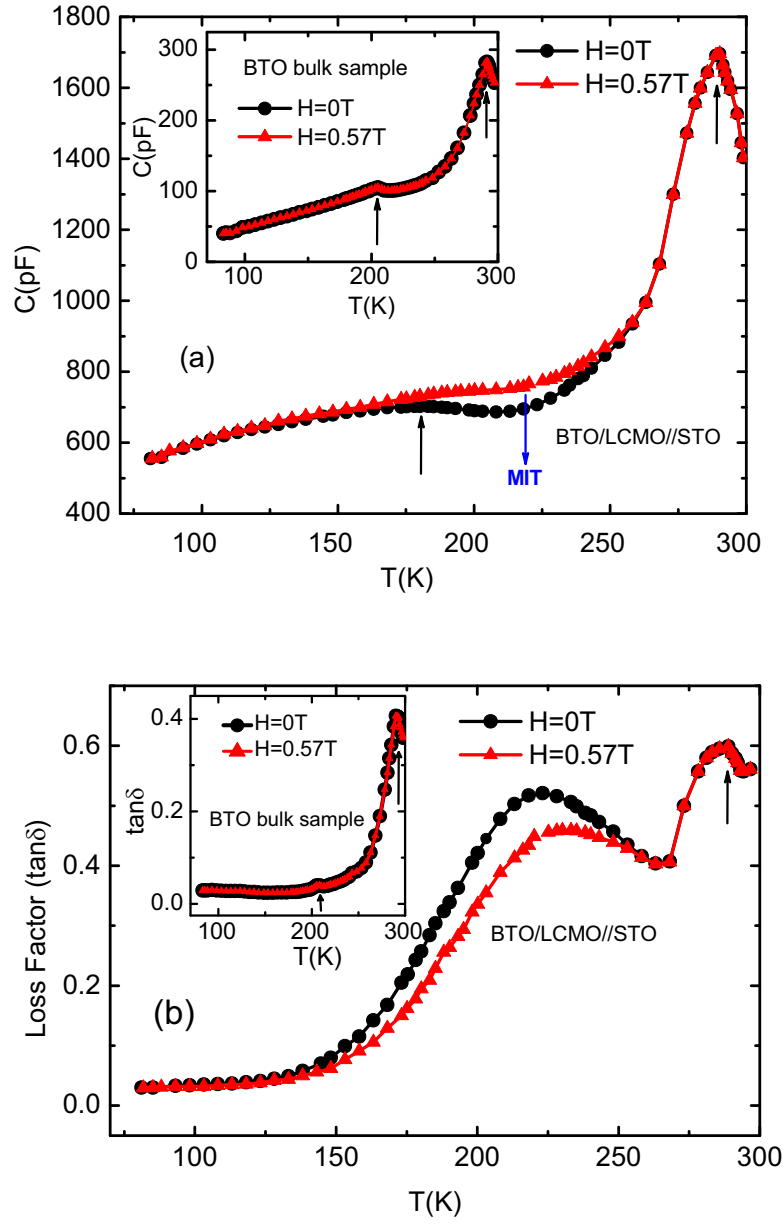 1800
1600
1400
1200
1000
800
600
400
C(pF)
100
150
200
250
300
T(K)
H=0T
H=0.57T
(a)
BTO/LCMO//STO
MIT
300
200
100
0
C(pF)
100
200
300
T(K)
BTO bulk sample
H=0T
H=0.57T
0.6
0.4
0.2
0.0
Loss Factor (tanδ)
100
150
200
250
300
T(K)
H=0T
H=0.57T
(b)
BTO/LCMO//STO
0.4
0.2
0.0
tanδ
100
200
300
T(K)
H=0T
H=0.57T
BTO bulk sample